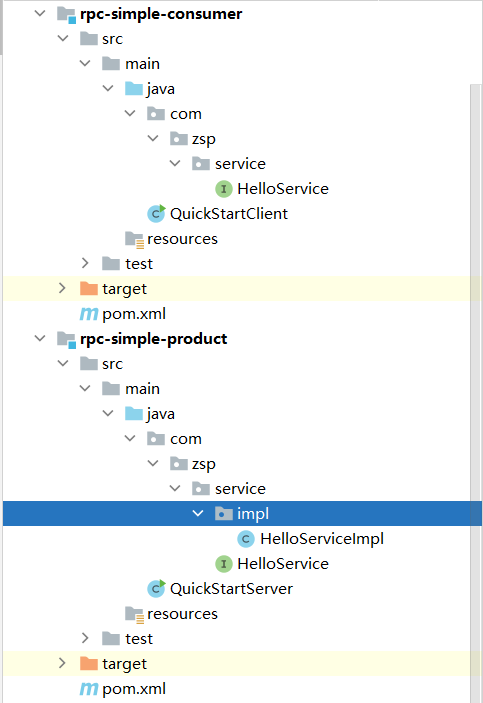 rpc-simple-consumer
src
main
java
com
zsp
service
I HelloService
C QuickStartClient
resources
test
target
m pom.xml
rpc-simple-product
src
main
java
com
zsp
service
impl
C HelloServiceImpl
I HelloService
C QuickStartServer
resources
test
target
m pom.xml